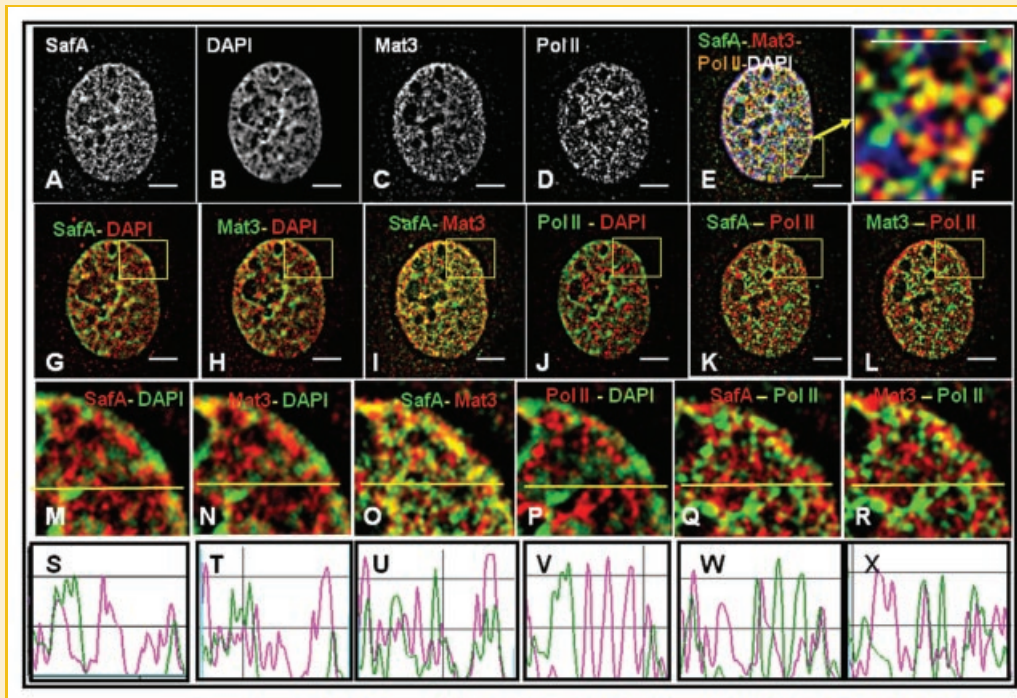 SafA
DAPI
Mat3
Pol II
SafA- Mat3-
Pol II-DAPI
A
B
C
D
E
F
SafA- DAPI
Mat3- DAPI
SafA- Mat3
Pol II - DAPI
SafA – Pol II
Mat3 – Pol II
G
H
I
J
K
L
SafA- DAPI
Mat3- DAPI
SafA- Mat3
Pol II - DAPI
SafA – Pol II
Mat3 – Pol II
M
N
O
P
Q
R
S
T
U
V
W
X